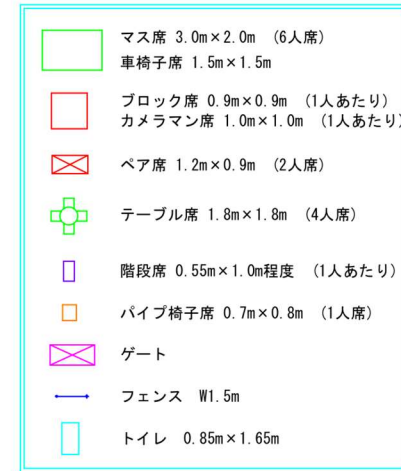 マス席 3.0m×2.0m （6人席）
車椅子席 1.5m×1.5m
ブロック席 0.9m×0.9m （1人あたり）
カメラマン席 1.0m×1.0m （1人あたり）
ペア席 1.2m×0.9m （2人席）
テーブル席 1.8m×1.8m （4人席）
階段席 0.55m×1.0m程度 （1人あたり）
パイプ椅子席 0.7m×0.8m （1人席）
ゲート
フェンス W1.5m
トイレ 0.85m×1.65m